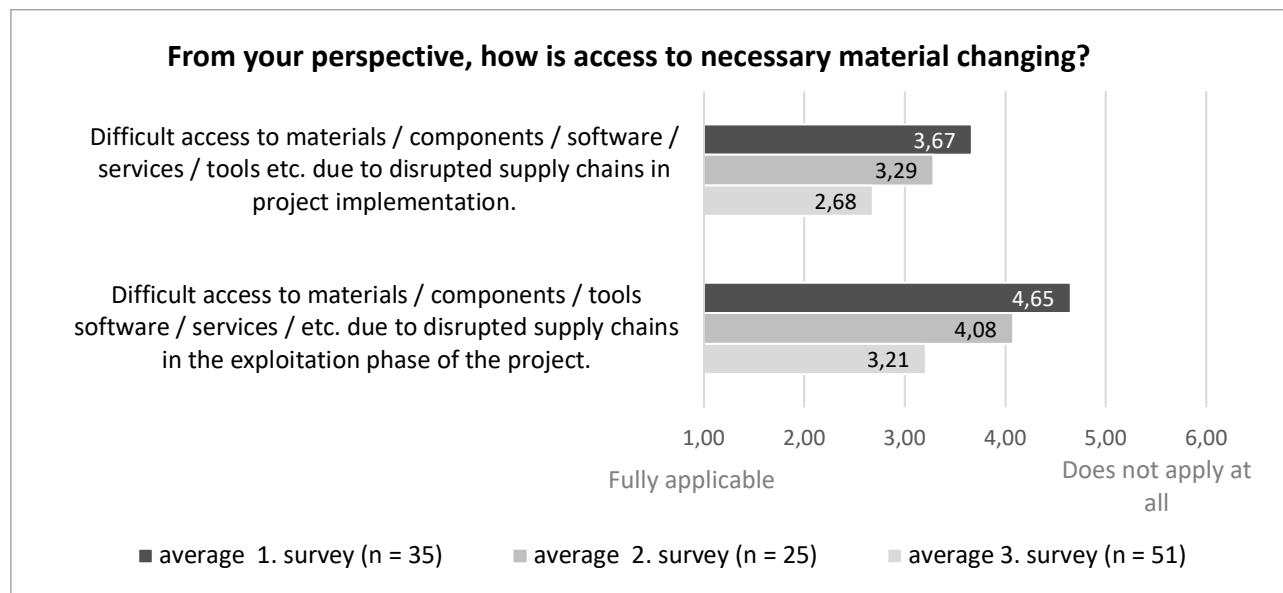 From your perspective, how is access to necessary material changing?
Difficult access to materials / components / software /
services / tools etc. due to disrupted supply chains in
project implementation.
3,67
3,29
2,68
Difficult access to materials / components / tools
software / services / etc. due to disrupted supply chains
in the exploitation phase of the project.
4,65
4,08
3,21
1,00 2,00 3,00 4,00 5,00 6,00
Fully applicable
Does not apply at
all
average 1. survey (n = 35) average 2. survey (n = 25) average 3. survey (n = 51)